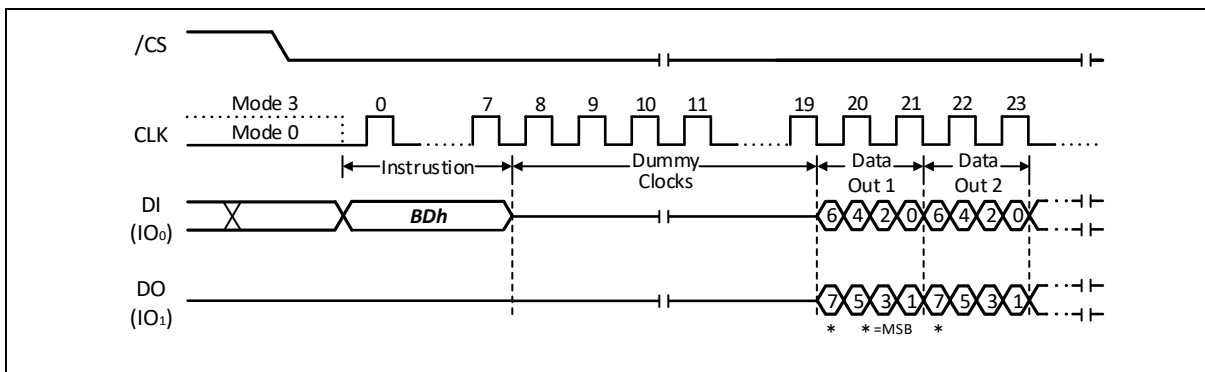 /CS
Mode 3
0 7 8 9 10 11 19 20 21 22 23
CLK
Mode 0
Instrustion
Dummy Clocks
Data Out 1
Data Out 2
DI (IO0)
BDh
6 4 2 0 6 4 2 0
DO (IO1)
7 5 3 1 7 5 3 1
* * =MSB *